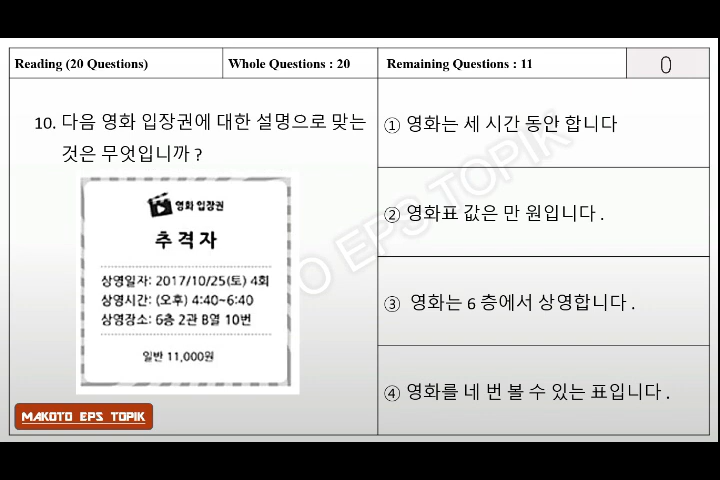 Reading (20 Questions)
Whole Questions : 20
Remaining Questions : 11
0
10. 다음 영화 입장권에 대한 설명으로 맞는
것은 무엇입니까 ?
영화 입장권
추격자
상영일자: 2017/10/25(토) 4회
상영시간: (오후) 4:40~6:40
상영장소: 6층 2관 B열 10번
일반 11,000원
① 영화는 세 시간 동안 합니다
② 영화표 값은 만 원입니다 .
③ 영화는 6 층에서 상영합니다 .
④ 영화를 네 번 볼 수 있는 표입니다 .
MAKOTO EPS TOPIK
O EPS TOPIK